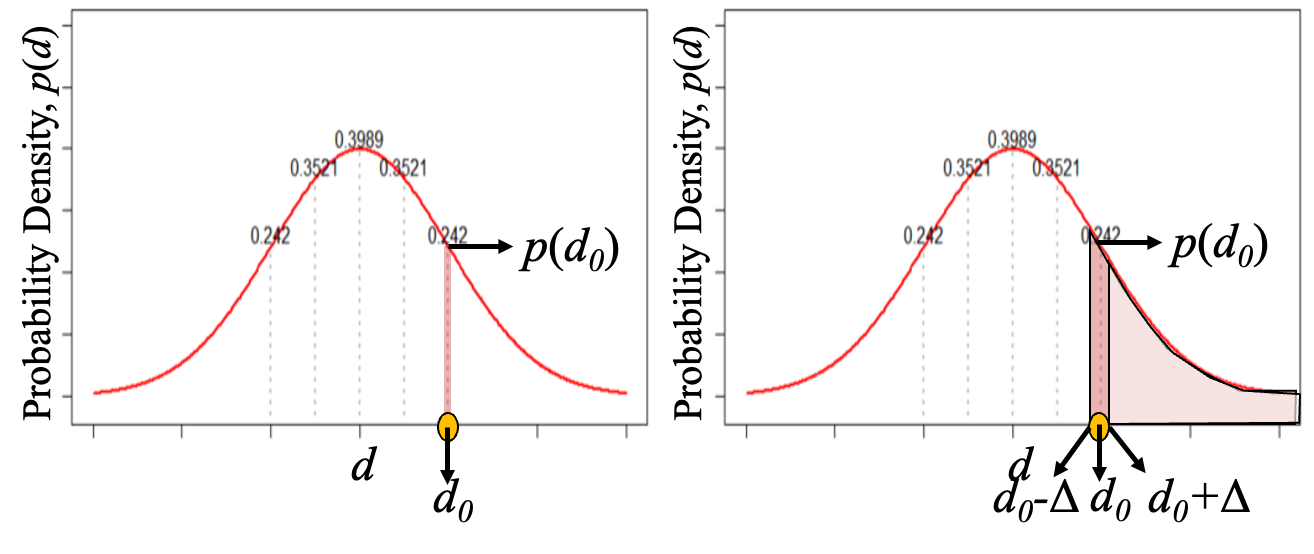 Probability Density, p(d)
0.3989
0.3521
0.3521
0.242
0.242
p(d0)
d
d0
Probability Density, p(d)
0.3989
0.3521
0.3521
0.242
0.242
p(d0)
d
d0-Δ d0 d0+Δ